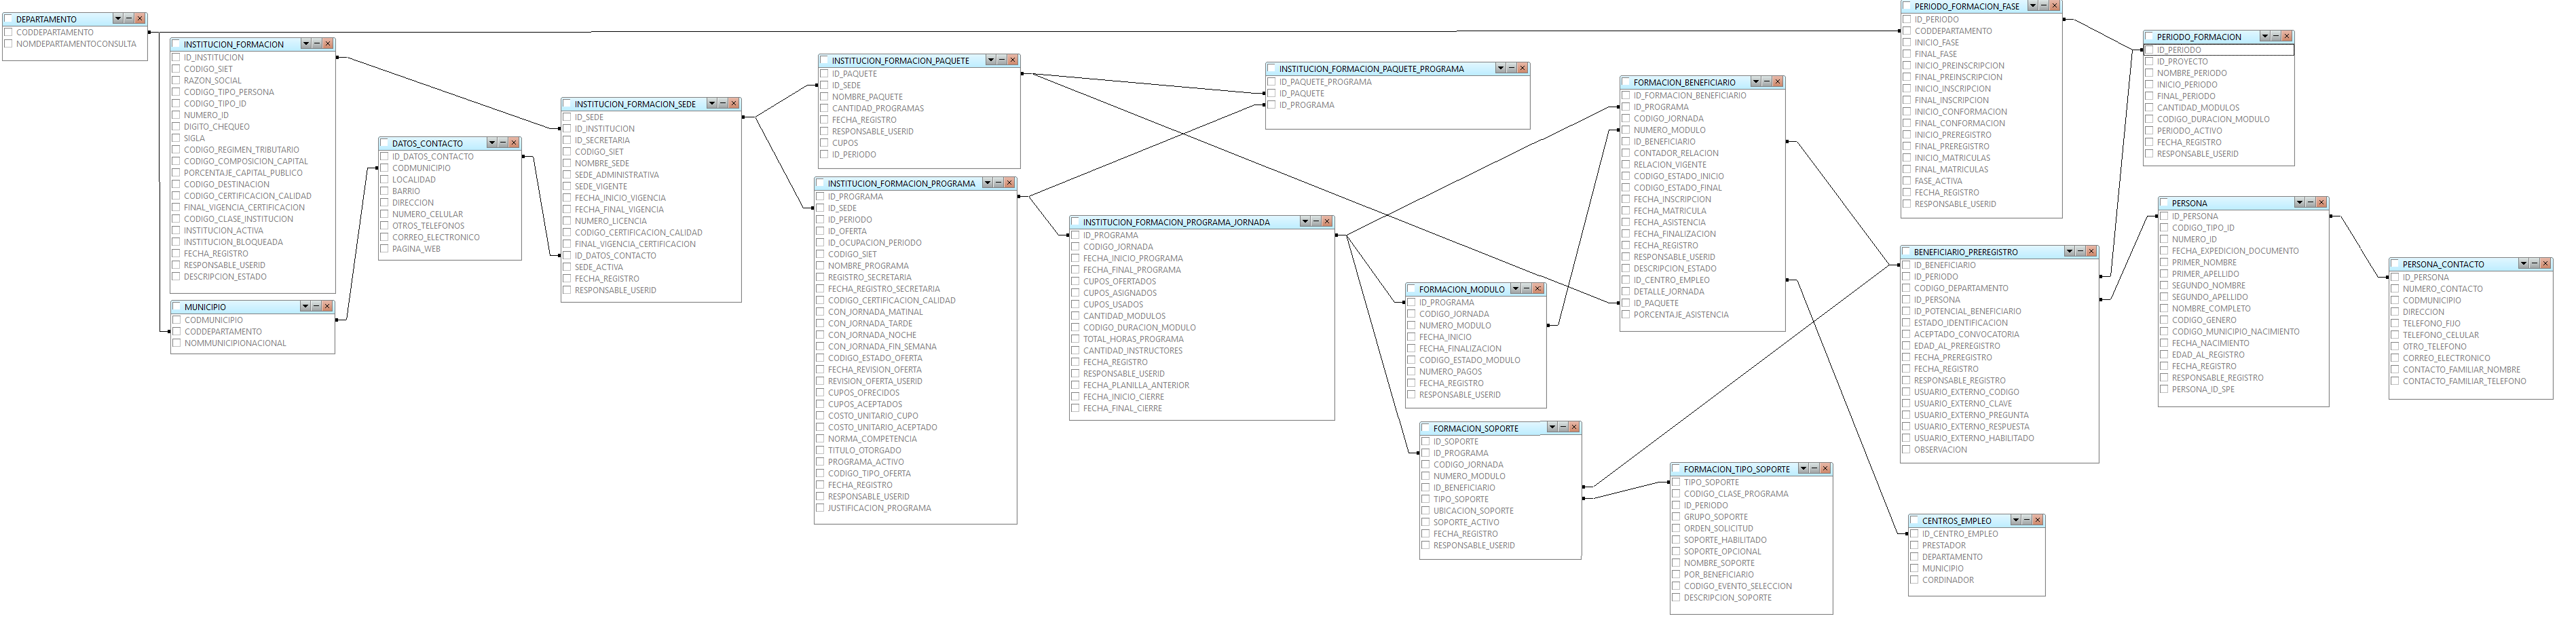 DEPARTAMENTO
CODDEPARTAMENTO
NOMDEPARTAMENTOCONSULTA
INSTITUCION_FORMACION
ID_INSTITUCION
CODIGO_SIET
RAZON_SOCIAL
CODIGO_TIPO_PERSONA
CODIGO_TIPO_ID
NUMERO_ID
DIGITO_CHEQUEO
SIGLA
CODIGO_REGIMEN_TRIBUTARIO
CODIGO_COMPOSICION_CAPITAL
PORCENTAJE_CAPITAL_PUBLICO
CODIGO_DESTINACION
CODIGO_CERTIFICACION_CALIDAD
FINAL_VIGENCIA_CERTIFICACION
CODIGO_CLASE_INSTITUCION
INSTITUCION_ACTIVA
INSTITUCION_BLOQUEADA
FECHA_REGISTRO
RESPONSABLE_USERID
DESCRIPCION_ESTADO
MUNICIPIO
CODMUNICIPIO
CODDEPARTAMENTO
NOMMUNICIPIONACIONAL
DATOS_CONTACTO
ID_DATOS_CONTACTO
CODMUNICIPIO
LOCALIDAD
BARRIO
DIRECCION
NUMERO_CELULAR
OTROS_TELEFONOS
CORREO_ELECTRONICO
PAGINA_WEB
INSTITUCION_FORMACION_SEDE
ID_SEDE
ID_INSTITUCION
ID_SECRETARIA
CODIGO_SIET
NOMBRE_SEDE
SEDE_ADMINISTRATIVA
SEDE_VIGENTE
FECHA_INICIO_VIGENCIA
FECHA_FINAL_VIGENCIA
NUMERO_LICENCIA
CODIGO_CERTIFICACION_CALIDAD
FINAL_VIGENCIA_CERTIFICACION
ID_DATOS_CONTACTO
SEDE_ACTIVA
FECHA_REGISTRO
RESPONSABLE_USERID
INSTITUCION_FORMACION_PAQUETE
ID_PAQUETE
ID_SEDE
NOMBRE_PAQUETE
CANTIDAD_PROGRAMAS
FECHA_REGISTRO
RESPONSABLE_USERID
CUPOS
ID_PERIODO
INSTITUCION_FORMACION_PROGRAMA
ID_PROGRAMA
ID_SEDE
ID_PERIODO
ID_OFERTA
ID_OCUPACION_PERIODO
CODIGO_SIET
NOMBRE_PROGRAMA
REGISTRO_SECRETARIA
FECHA_REGISTRO_SECRETARIA
CODIGO_CERTIFICACION_CALIDAD
CON_JORNADA_MATINAL
CON_JORNADA_TARDE
CON_JORNADA_NOCHE
CON_JORNADA_FIN_SEMANA
CODIGO_ESTADO_OFERTA
FECHA_REVISION_OFERTA
REVISION_OFERTA_USERID
CUPOS_OFRECIDOS
CUPOS_ACEPTADOS
COSTO_UNITARIO_CUPO
COSTO_UNITARIO_ACEPTADO
NORMA_COMPETENCIA
TITULO_OTORGADO
PROGRAMA_ACTIVO
CODIGO_TIPO_OFERTA
FECHA_REGISTRO
RESPONSABLE_USERID
JUSTIFICACION_PROGRAMA
INSTITUCION_FORMACION_PAQUETE_PROGRAMA
ID_PAQUETE_PROGRAMA
ID_PAQUETE
ID_PROGRAMA
INSTITUCION_FORMACION_PROGRAMA_JORNADA
ID_PROGRAMA
CODIGO_JORNADA
FECHA_INICIO_PROGRAMA
FECHA_FINAL_PROGRAMA
CUPOS_OFERTADOS
CUPOS_ASIGNADOS
CUPOS_USADOS
CANTIDAD_MODULOS
CODIGO_DURACION_MODULO
TOTAL_HORAS_PROGRAMA
CANTIDAD_INSTRUCTORES
FECHA_REGISTRO
RESPONSABLE_USERID
FECHA_PLANILLA_ANTERIOR
FECHA_INICIO_CIERRE
FECHA_FINAL_CIERRE
FORMACION_MODULO
ID_PROGRAMA
CODIGO_JORNADA
NUMERO_MODULO
FECHA_INICIO
FECHA_FINALIZACION
CODIGO_ESTADO_MODULO
NUMERO_PAGOS
FECHA_REGISTRO
RESPONSABLE_USERID
FORMACION_SOPORTE
ID_SOPORTE
ID_PROGRAMA
CODIGO_JORNADA
NUMERO_MODULO
ID_BENEFICIARIO
TIPO_SOPORTE
UBICACION_SOPORTE
SOPORTE_ACTIVO
FECHA_REGISTRO
RESPONSABLE_USERID
FORMACION_BENEFICIARIO
ID_FORMACION_BENEFICIARIO
ID_PROGRAMA
CODIGO_JORNADA
NUMERO_MODULO
ID_BENEFICIARIO
CONTADOR_RELACION
RELACION_VIGENTE
CODIGO_ESTADO_INICIO
CODIGO_ESTADO_FINAL
FECHA_INSCRIPCION
FECHA_MATRICULA
FECHA_ASISTENCIA
FECHA_FINALIZACION
FECHA_REGISTRO
RESPONSABLE_USERID
DESCRIPCION_ESTADO
ID_CENTRO_EMPLEO
DETALLE_JORNADA
ID_PAQUETE
PORCENTAJE_ASISTENCIA
FORMACION_TIPO_SOPORTE
TIPO_SOPORTE
CODIGO_CLASE_PROGRAMA
ID_PERIODO
GRUPO_SOPORTE
ORDEN_SOLICITUD
SOPORTE_HABILITADO
SOPORTE_OPCIONAL
NOMBRE_SOPORTE
POR_BENEFICIARIO
CODIGO_EVENTO_SELECCION
DESCRIPCION_SOPORTE
PERIODO_FORMACION_FASE
ID_PERIODO
CODDEPARTAMENTO
INICIO_FASE
FINAL_FASE
INICIO_PREINSCRIPCION
FINAL_PREINSCRIPCION
INICIO_INSCRIPCION
FINAL_INSCRIPCION
INICIO_CONFORMACION
FINAL_CONFORMACION
INICIO_PREREGISTRO
FINAL_PREREGISTRO
INICIO_MATRICULAS
FINAL_MATRICULAS
FASE_ACTIVA
FECHA_REGISTRO
RESPONSABLE_USERID
BENEFICIARIO_PREREGISTRO
ID_BENEFICIARIO
ID_PERIODO
CODIGO_DEPARTAMENTO
ID_PERSONA
ID_POTENCIAL_BENEFICIARIO
ESTADO_IDENTIFICACION
ACEPTADO_CONVOCATORIA
EDAD_AL_PREREGISTRO
FECHA_PREREGISTRO
FECHA_REGISTRO
RESPONSABLE_REGISTRO
USUARIO_EXTERNO_CODIGO
USUARIO_EXTERNO_CLAVE
USUARIO_EXTERNO_PREGUNTA
USUARIO_EXTERNO_RESPUESTA
USUARIO_EXTERNO_HABILITADO
OBSERVACION
CENTROS_EMPLEO
ID_CENTRO_EMPLEO
PRESTADOR
DEPARTAMENTO
MUNICIPIO
CORDINADOR
PERIODO_FORMACION
ID_PERIODO
ID_PROYECTO
NOMBRE_PERIODO
INICIO_PERIODO
FINAL_PERIODO
CANTIDAD_MODULOS
CODIGO_DURACION_MODULO
PERIODO_ACTIVO
FECHA_REGISTRO
RESPONSABLE_USERID
PERSONA
ID_PERSONA
CODIGO_TIPO_ID
NUMERO_ID
FECHA_EXPEDICION_DOCUMENTO
PRIMER_NOMBRE
PRIMER_APELLIDO
SEGUNDO_NOMBRE
SEGUNDO_APELLIDO
NOMBRE_COMPLETO
CODIGO_GENERO
CODIGO_MUNICIPIO_NACIMIENTO
FECHA_NACIMIENTO
EDAD_AL_REGISTRO
FECHA_REGISTRO
RESPONSABLE_REGISTRO
PERSONA_ID_SPE
PERSONA_CONTACTO
ID_PERSONA
NUMERO_CONTACTO
CODMUNICIPIO
DIRECCION
TELEFONO_FIJO
TELEFONO_CELULAR
OTRO_TELEFONO
CORREO_ELECTRONICO
CONTACTO_FAMILIAR_NOMBRE
CONTACTO_FAMILIAR_TELEFONO